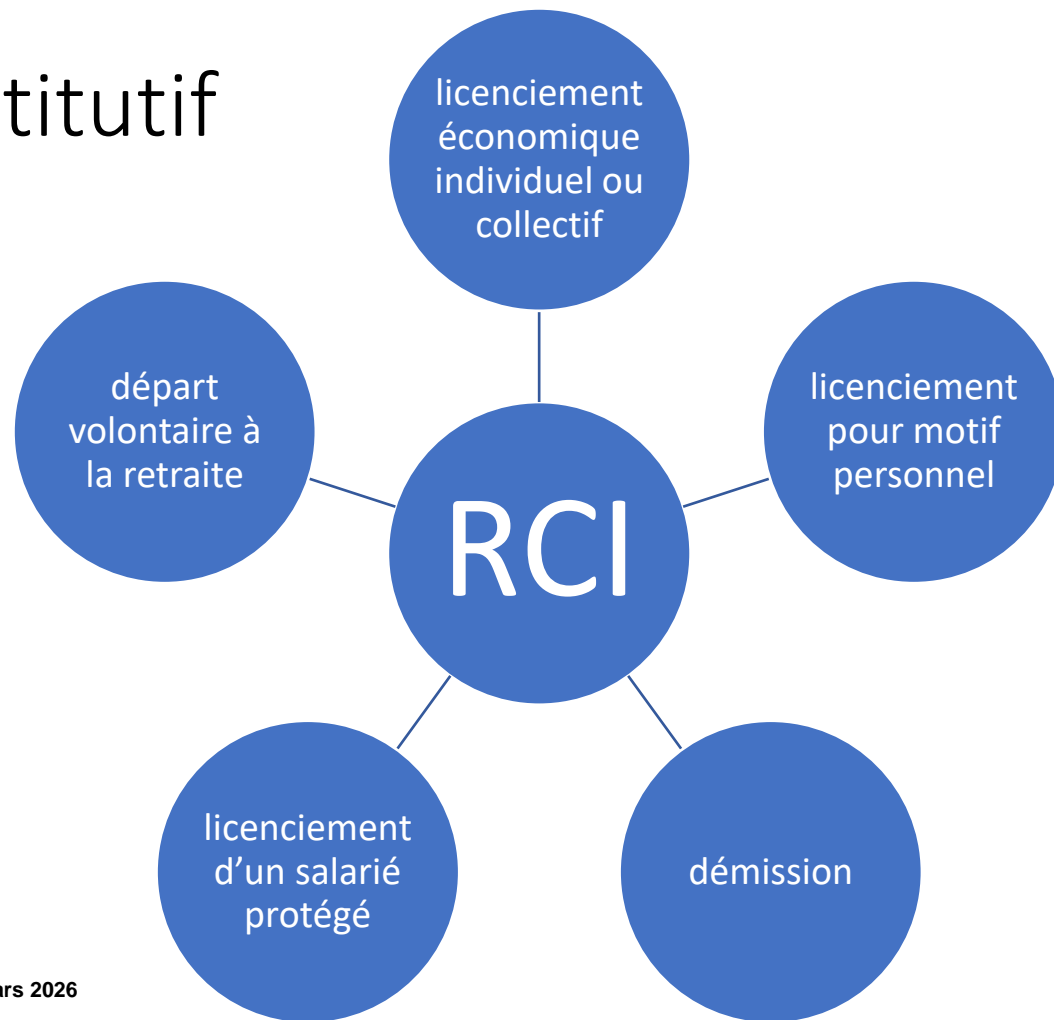 titutif
licenciement
économique
individuel ou
collectif
départ
volontaire à
la retraite
licenciement
pour motif
personnel
RCI
licenciement
d’un salarié
protégé
démission
ars 2026